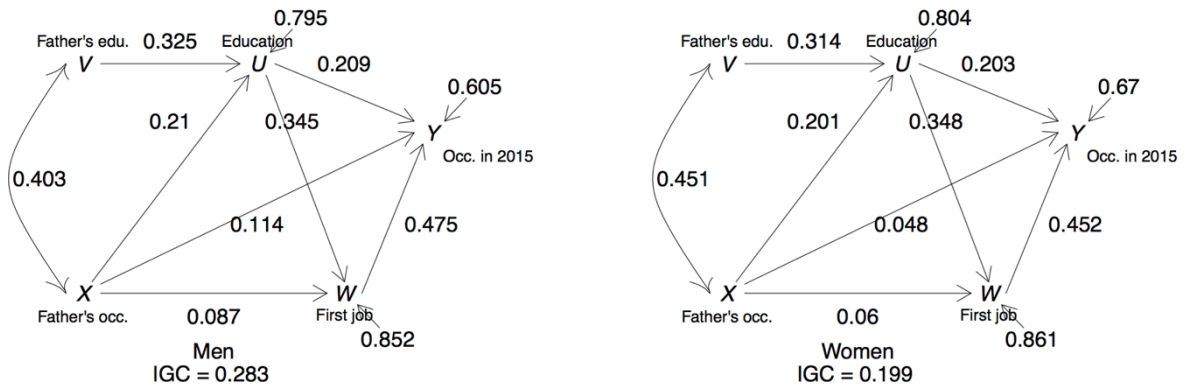 0.795
Father's edu. 0.325 Education
V U 0.209
0.605
0.21 0.345
Y
Occ. in 2015
0.403
0.114 0.475
X W
Father's occ. 0.087 First job
0.852
Men
IGC = 0.283
0.804
Father's edu. 0.314 Education
V U 0.203
0.67
0.201 0.348
Y
Occ. in 2015
0.451
0.048 0.452
X W
Father's occ. 0.06 First job
0.861
Women
IGC = 0.199